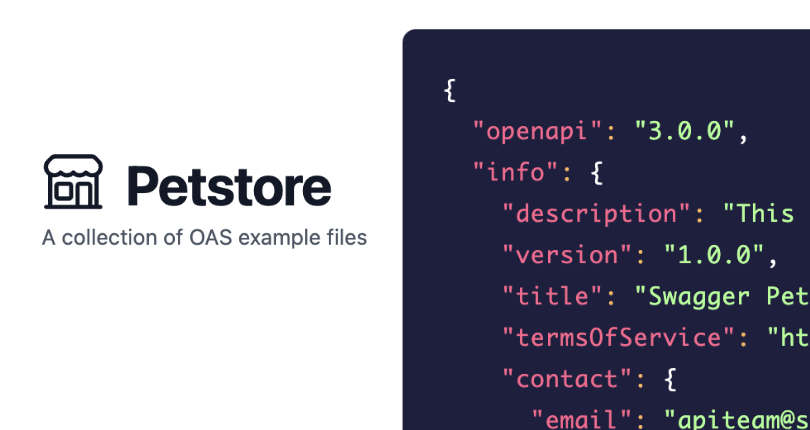 Petstore
A collection of OAS example files
{
"openapi": "3.0.0",
"info": {
"description": "This
"version": "1.0.0",
"title": "Swagger Pet
"termsOfService": "ht
"contact": {
"email": "apiteam@s